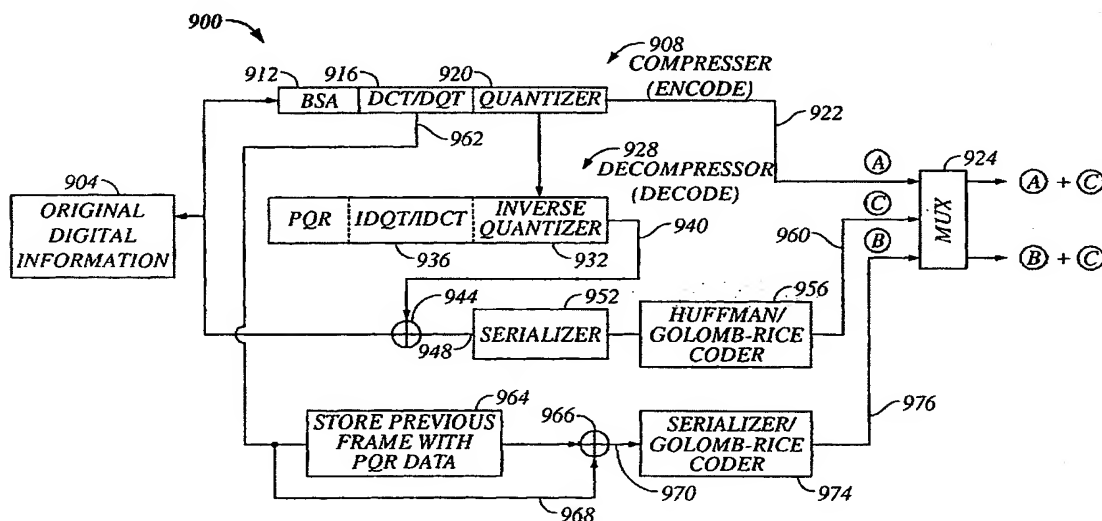 900
908
COMPRESSER
(ENCODE)
912
916
920
BSA
DCT/DQT
QUANTIZER
922
962
928
DECOMPRESSOR
(DECODE)
904
ORIGINAL
DIGITAL
INFORMATION
A
924
A + C
PQR
IDQT/IDCT
INVERSE
QUANTIZER
940
960
C
MUX
B
B + C
936
932
944
952
956
948
SERIALIZER
HUFFMAN/
GOLOMB-RICE
CODER
964
966
976
STORE PREVIOUS
FRAME WITH
PQR DATA
SERIALIZER/
GOLOMB-RICE
CODER
970
974
968